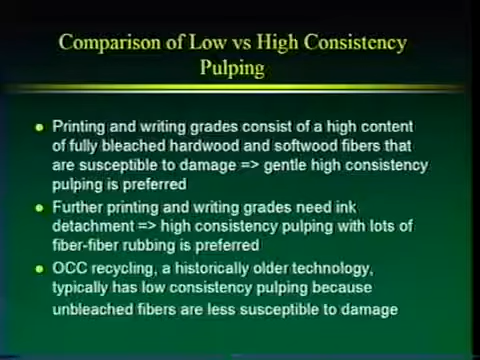 Comparison of Low vs High Consistency
Pulping
Printing and writing grades consist of a high content
of fully bleached hardwood and softwood fibers that
are susceptible to damage => gentle high consistency
pulping is preferred
Further printing and writing grades need ink
detachment => high consistency pulping with lots of
fiber-fiber rubbing is preferred
OCC recycling, a historically older technology,
typically has low consistency pulping because
unbleached fibers are less susceptible to damage